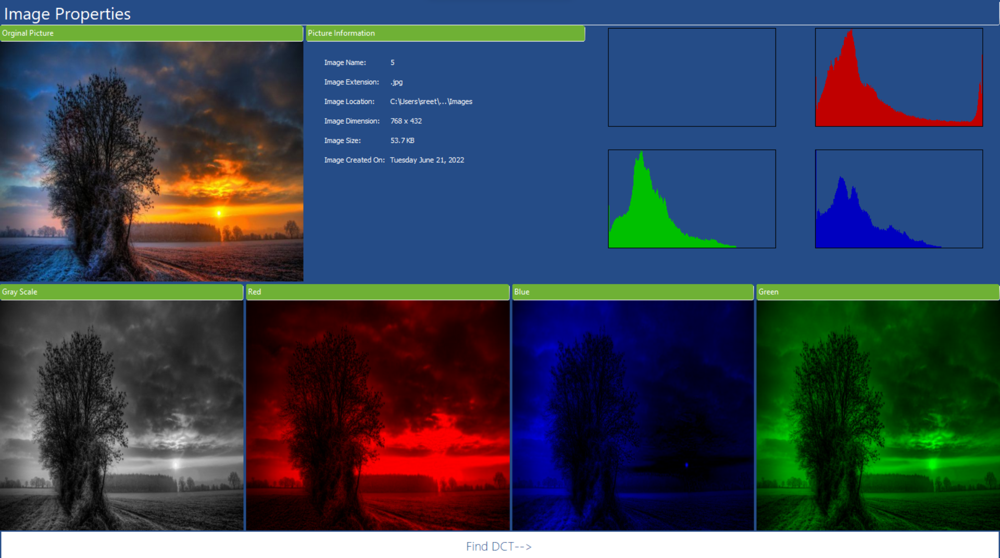 Image Properties
Orginal Picture
Picture Information
Image Name: 5
Image Extension: .jpg
Image Location: C:\Users\sreet\...\Images
Image Dimension: 768 x 432
Image Size: 53.7 KB
Image Created On: Tuesday June 21, 2022
Gray Scale
Red
Blue
Green
Find DCT-->